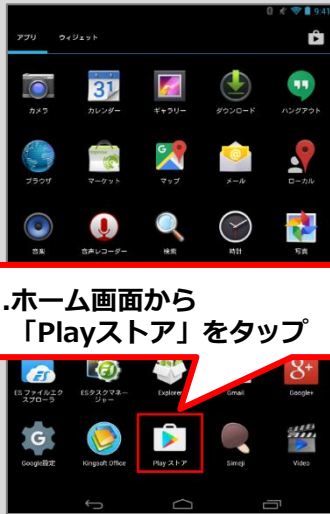 9:41
アプリ ウィジェット
カメラ カレンダー ギャラリー ダウンロード ハングアウト
ブラウザ マーケット マップ メール ローカル
音楽 音声レコーダー 検索 時計 写真
.ホーム画面から
「Playストア」をタップ
ESファイルエク
スプローラ
ESタスクマネー
ジャー
Explorer Gmail Google+
Google設定 Kingsoft Office Play ストア Simeji Video